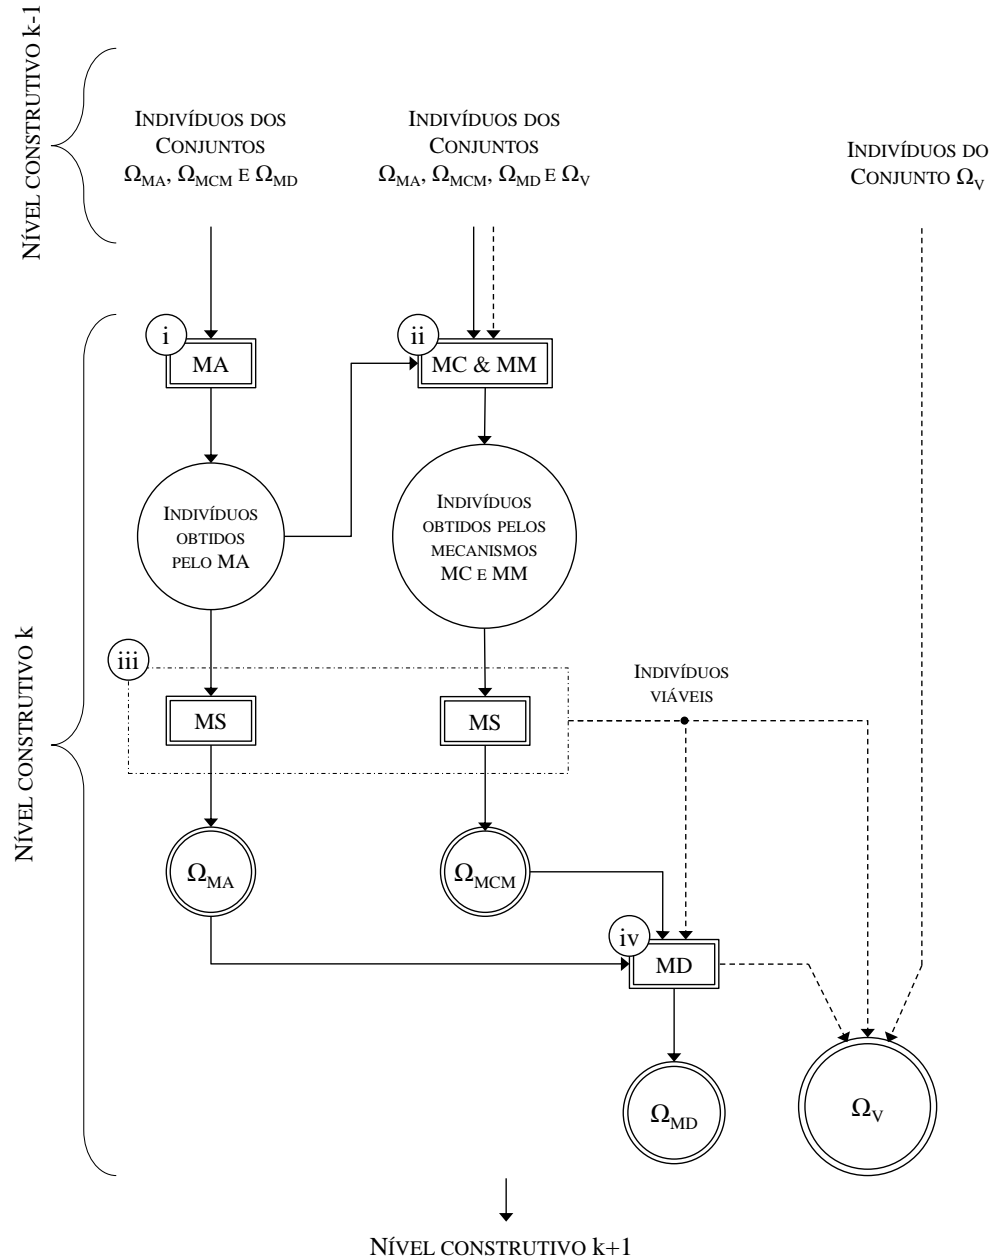 NÍVEL CONSTRUTIVO k-1
INDIVÍDUOS DOS
CONJUNTOS
Ω_MA, Ω_MCM E Ω_MD
INDIVÍDUOS DOS
CONJUNTOS
Ω_MA, Ω_MCM, Ω_MD E Ω_V
INDIVÍDUOS DO
CONJUNTO Ω_V
NÍVEL CONSTRUTIVO k
i
MA
ii
MC & MM
INDIVÍDUOS
OBTIDOS
PELO MA
INDIVÍDUOS
OBTIDOS PELOS
MECANISMOS
MC E MM
iii
MS
MS
INDIVÍDUOS
VIÁVEIS
Ω_MA
Ω_MCM
iv
MD
Ω_MD
Ω_V
NÍVEL CONSTRUTIVO k+1